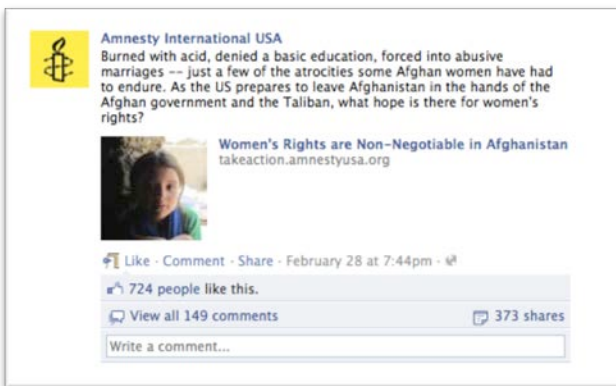 Amnesty International USA
Burned with acid, denied a basic education, forced into abusive
marriages -- just a few of the atrocities some Afghan women have had
to endure. As the US prepares to leave Afghanistan in the hands of the
Afghan government and the Taliban, what hope is there for women's
rights?
Women's Rights are Non-Negotiable in Afghanistan
takeaction.amnestyusa.org
Like · Comment · Share · February 28 at 7:44pm ·
724 people like this.
View all 149 comments 373 shares
Write a comment...